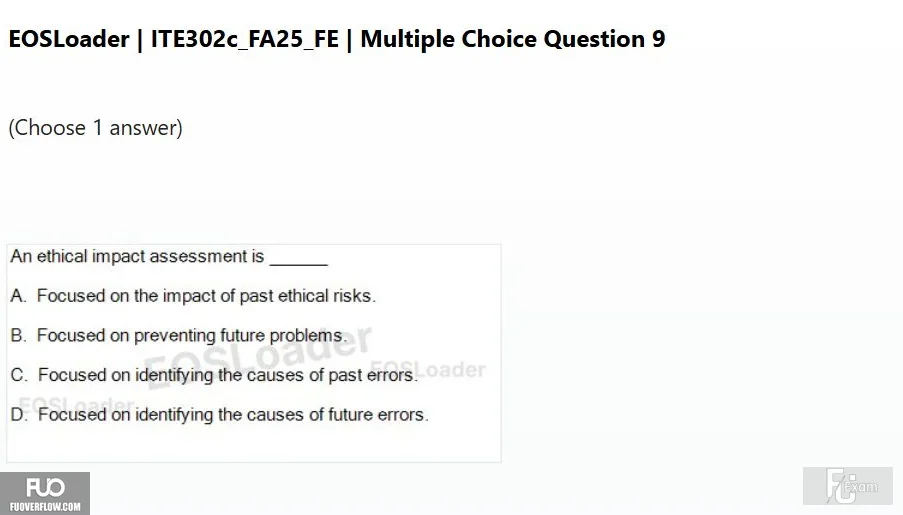 EOSLoader | ITE302c_FA25_FE | Multiple Choice Question 9
(Choose 1 answer)
An ethical impact assessment is ______
A. Focused on the impact of past ethical risks.
B. Focused on preventing future problems.
EOSLoader
C. Focused on identifying the causes of past errors.
EOSLoader
D. Focused on identifying the causes of future errors.
EOSLoader
FUO
FUOVERFLOW.COM
FU Exam